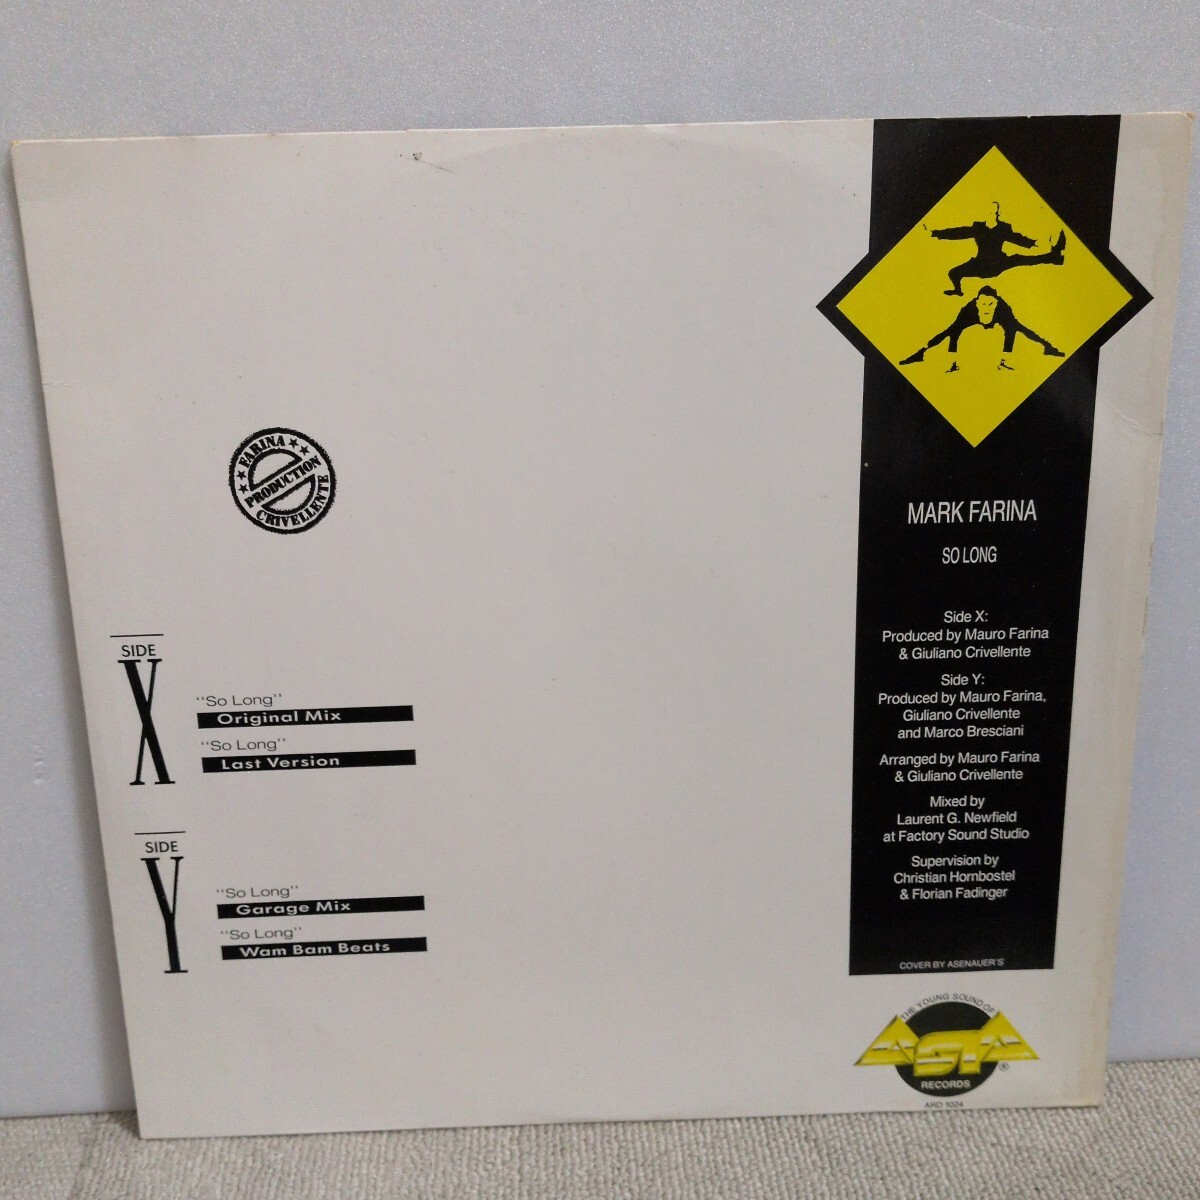 FARINA
PRODUCTION
CRIVELLENTE
SIDE
X
"So Long"
Original Mix
"So Long"
Last Version
SIDE
Y
"So Long"
Garage Mix
"So Long"
Wam Bam Beats
MARK FARINA
SO LONG
Side X:
Produced by Mauro Farina
& Giuliano Crivellente
Side Y:
Produced by Mauro Farina,
Giuliano Crivellente
and Marco Bresciani
Arranged by Mauro Farina
& Giuliano Crivellente
Mixed by
Laurent G. Newfield
at Factory Sound Studio
Supervision by
Christian Hornbostel
& Florian Fadinger
COVER BY ASENAUER'S
THE YOUNG SOUND OF
ASIA
®
RECORDS
ARD 1024